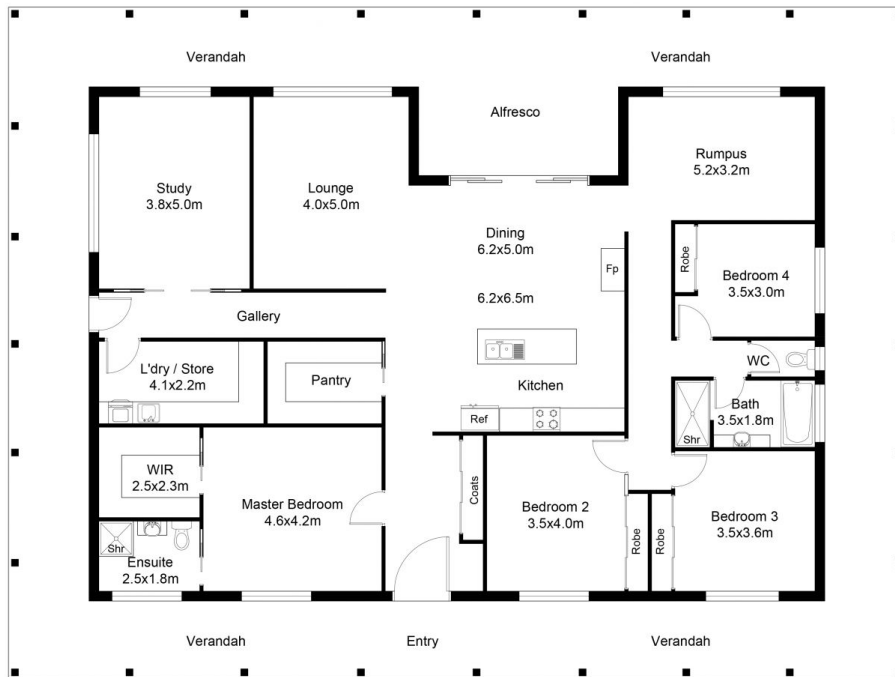 Verandah
Verandah
Alfresco
Rumpus
5.2x3.2m
Study
3.8x5.0m
Lounge
4.0x5.0m
Dining
6.2x5.0m
Fp
Robe
Bedroom 4
3.5x3.0m
6.2x6.5m
Gallery
WC
L'dry / Store
4.1x2.2m
Pantry
Kitchen
Bath
3.5x1.8m
Ref
Shr
WIR
2.5x2.3m
Master Bedroom
4.6x4.2m
Coats
Bedroom 2
3.5x4.0m
Robe
Robe
Bedroom 3
3.5x3.6m
Shr
Ensuite
2.5x1.8m
Verandah
Entry
Verandah